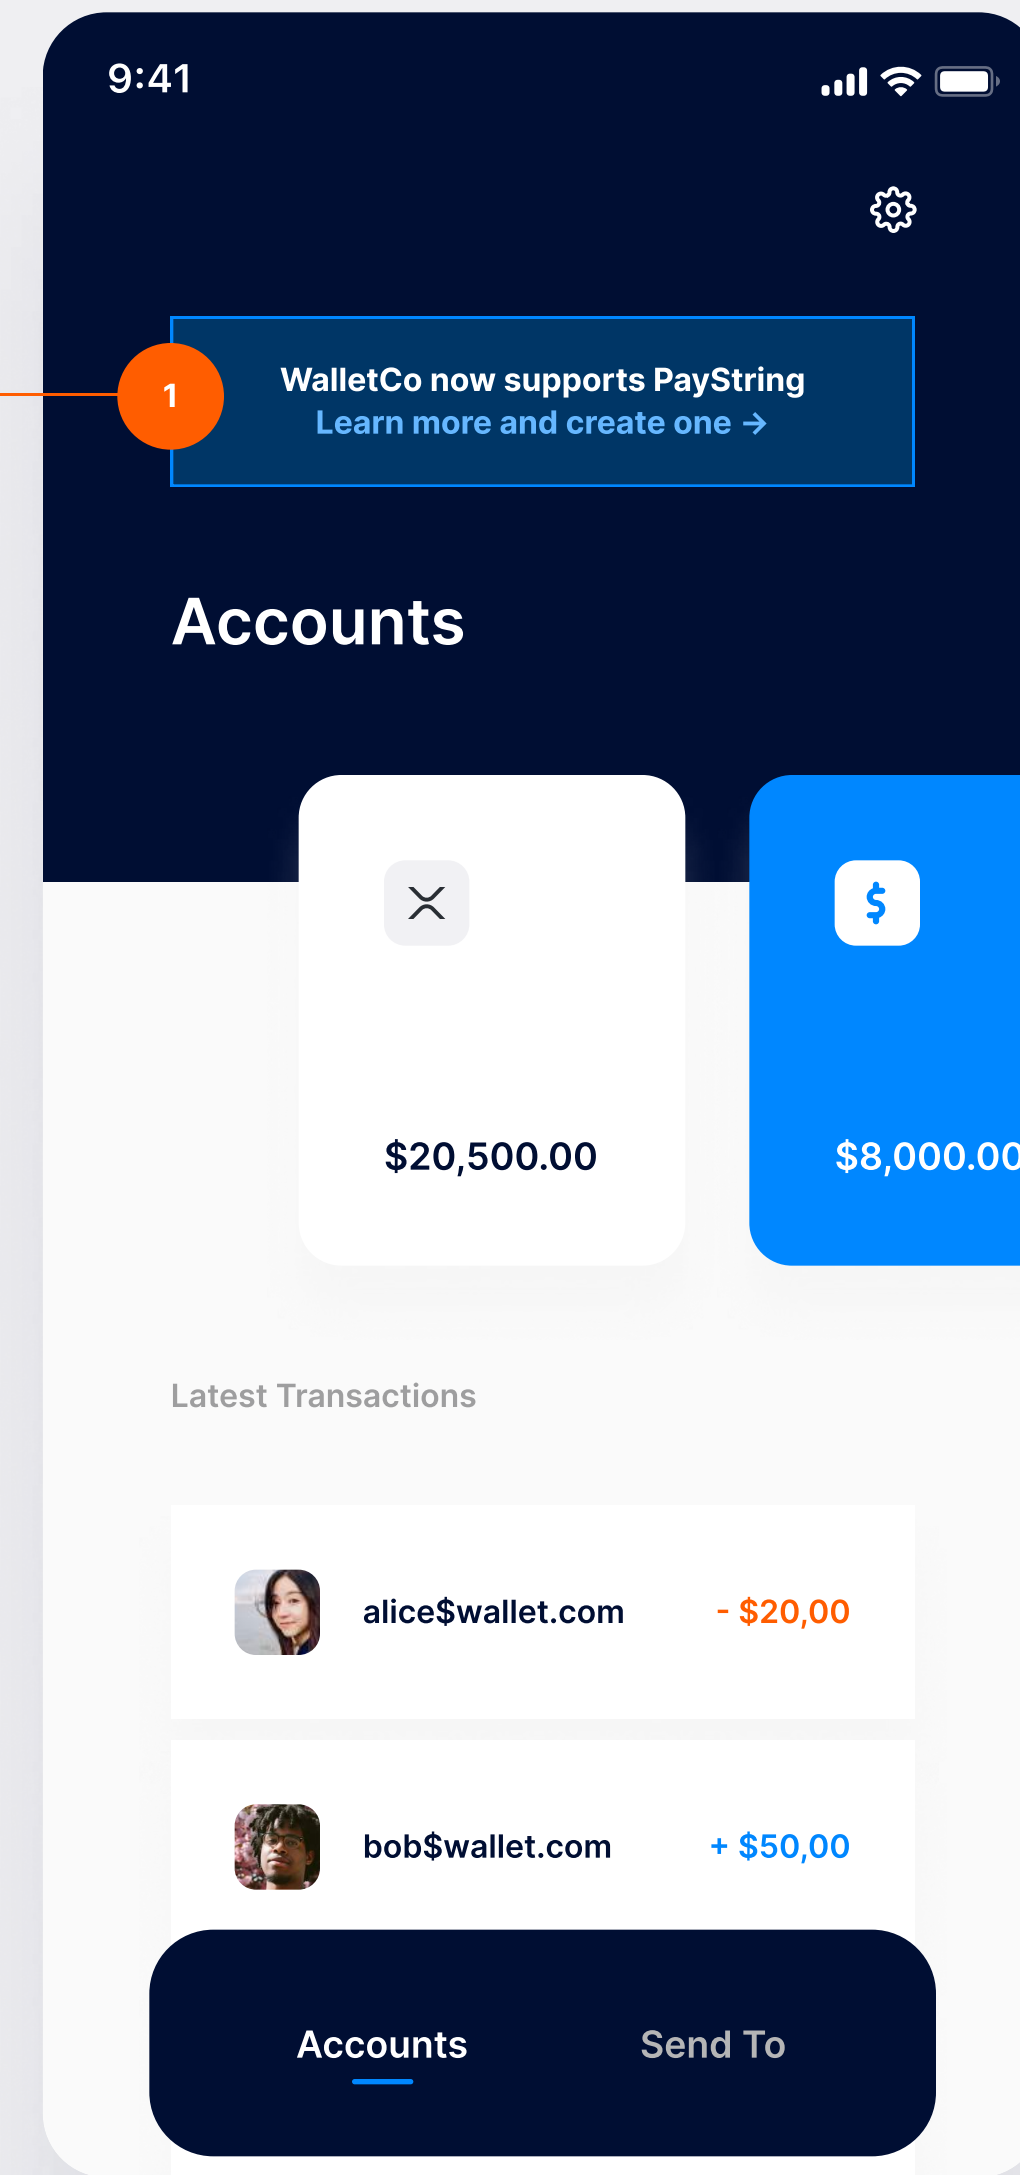 9:41
1
WalletCo now supports PayString
Learn more and create one →
Accounts
$
$20,500.00
$8,000.00
Latest Transactions
alice$wallet.com - $20,00
bob$wallet.com + $50,00
Accounts Send To